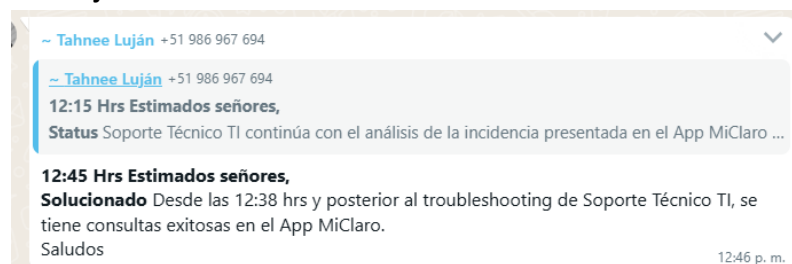 ~ Tahnee Luján +51 986 967 694
~ Tahnee Luján +51 986 967 694
12:15 Hrs Estimados señores,
Status Soporte Técnico TI continúa con el análisis de la incidencia presentada en el App MiClaro ...
12:45 Hrs Estimados señores,
Solucionado Desde las 12:38 hrs y posterior al troubleshooting de Soporte Técnico TI, se
tiene consultas exitosas en el App MiClaro.
Saludos
12:46 p. m.